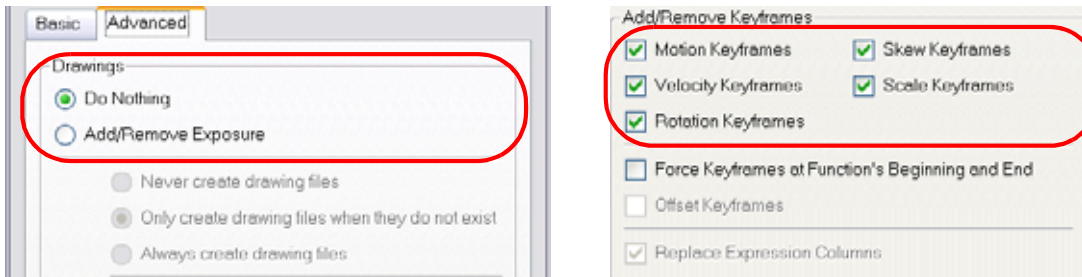 Basic Advanced
Drawings
Do Nothing
Add/Remove Exposure
Never create drawing files
Only create drawing files when they do not exist
Always create drawing files
Add/Remove Keyframes
Motion Keyframes Skew Keyframes
Velocity Keyframes Scale Keyframes
Rotation Keyframes
Force Keyframes at Function's Beginning and End
Offset Keyframes
Replace Expression Columns